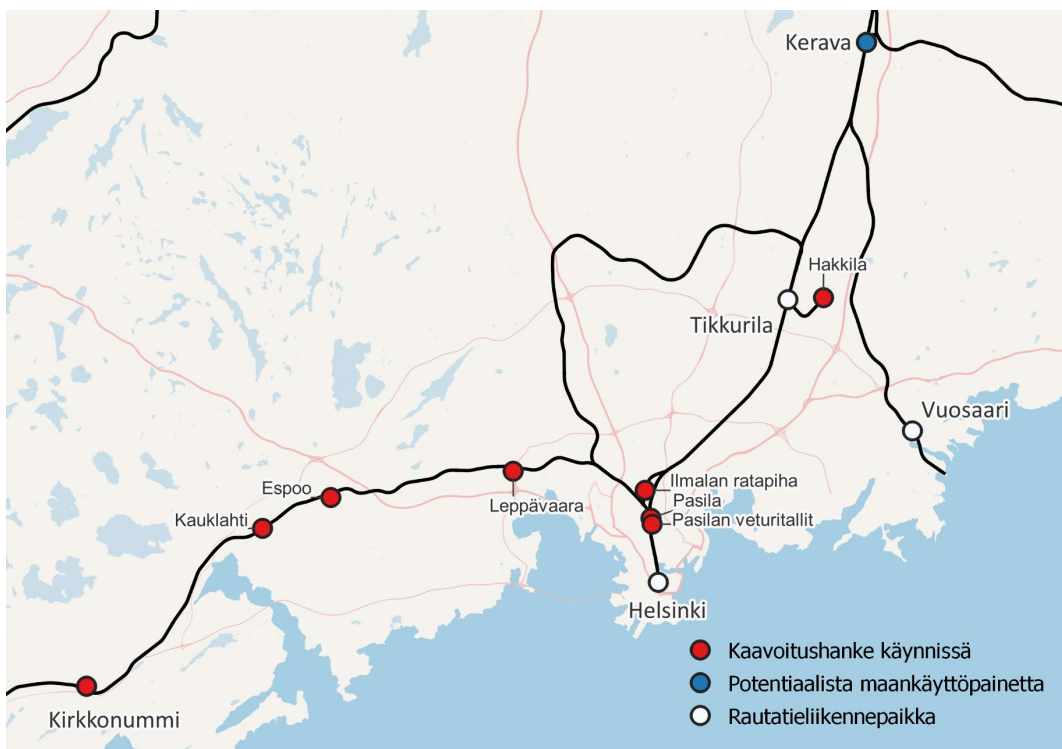 Kerava
Hakkila
Tikkurila
Vuosaari
Ilmalan ratapiha
Pasila
Pasilan veturitallit
Leppävaara
Espoo
Kauklahti
Helsinki
Kirkkonummi
Kaavoitushanke käynnissä
Potentiaalista maankäyttöpainetta
Rautatieliikennepaikka